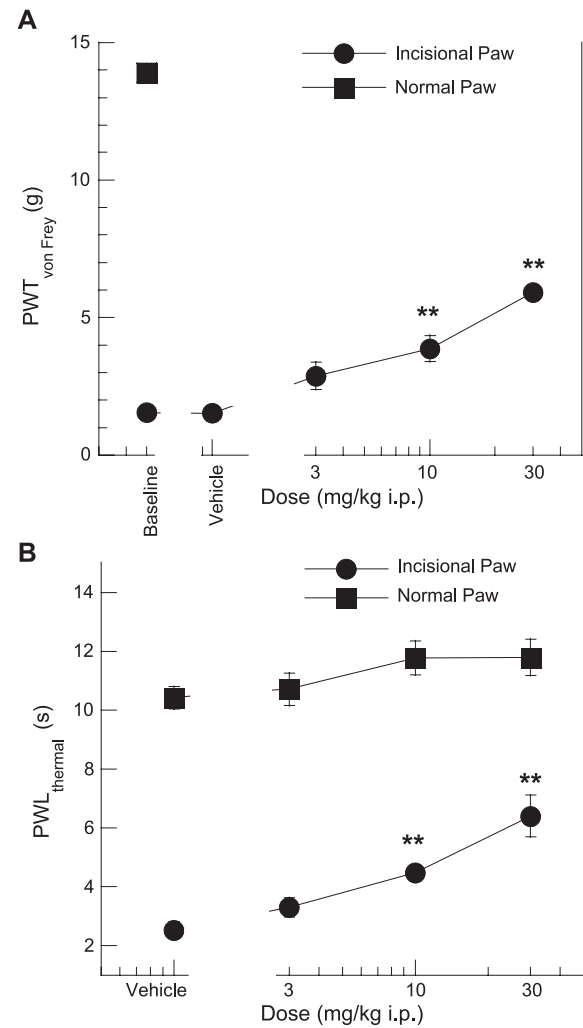 A
15
10
5
0
PWT von Frey (g)
Incisional Paw
Normal Paw
**
**
Baseline
Vehicle
3
10
30
Dose (mg/kg i.p.)
B
14
12
10
8
6
4
2
PWL thermal (s)
Incisional Paw
Normal Paw
**
**
Vehicle
3
10
30
Dose (mg/kg i.p.)